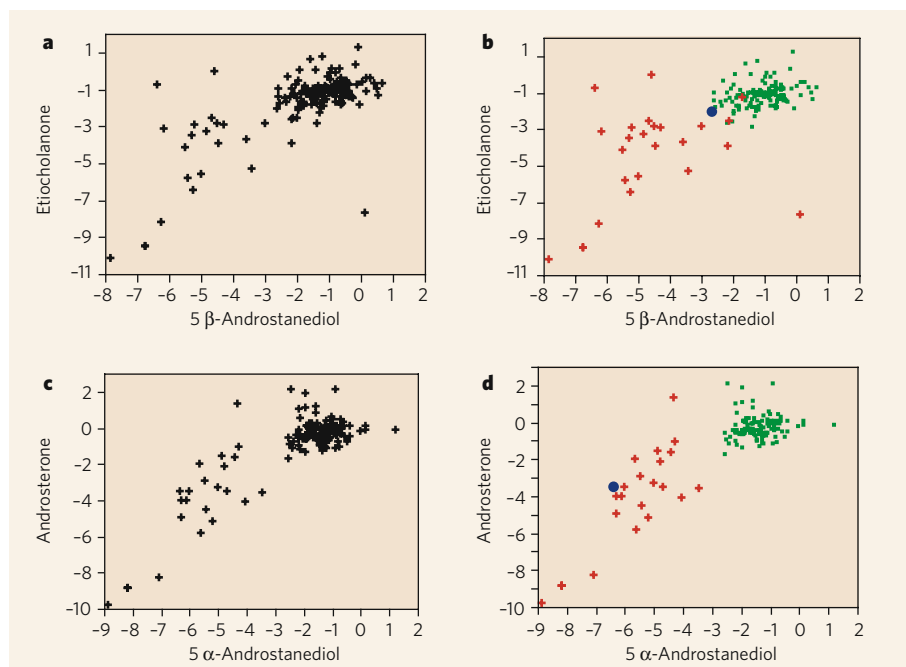 a
b
1
-1
-3
-5
-7
-9
-11
Etiocholanone
-8 -7 -6 -5 -4 -3 -2 -1 0 1 2
5 β-Androstanediol
1
-1
-3
-5
-7
-9
-11
Etiocholanone
-8 -7 -6 -5 -4 -3 -2 -1 0 1 2
5 β-Androstanediol
c
d
2
0
-2
-4
-6
-8
-10
Androsterone
-9 -8 -7 -6 -5 -4 -3 -2 -1 0 1 2
5 α-Androstanediol
2
0
-2
-4
-6
-8
-10
Androsterone
-9 -8 -7 -6 -5 -4 -3 -2 -1 0 1 2
5 α-Androstanediol